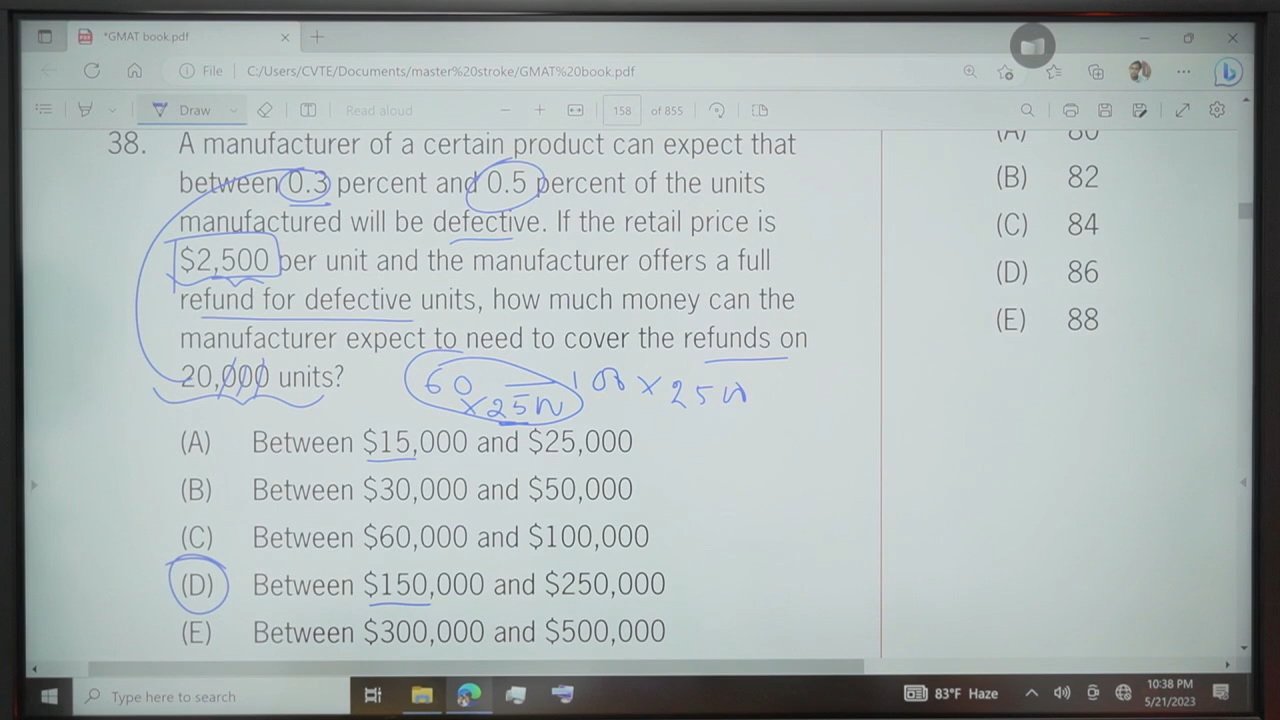 *GMAT book.pdf
File C:/Users/CVTE/Documents/master%20stroke/GMAT%20book.pdf
Draw Read aloud 158 of 855
38. A manufacturer of a certain product can expect that
between 0.3 percent and 0.5 percent of the units
manufactured will be defective. If the retail price is
$2,500 per unit and the manufacturer offers a full
refund for defective units, how much money can the
manufacturer expect to need to cover the refunds on
20,000 units?
60
× 2500
100 × 2500
(A) Between $15,000 and $25,000
(B) Between $30,000 and $50,000
(C) Between $60,000 and $100,000
(D) Between $150,000 and $250,000
(E) Between $300,000 and $500,000
(A) 80
(B) 82
(C) 84
(D) 86
(E) 88
Type here to search
83°F Haze
10:38 PM
5/21/2023